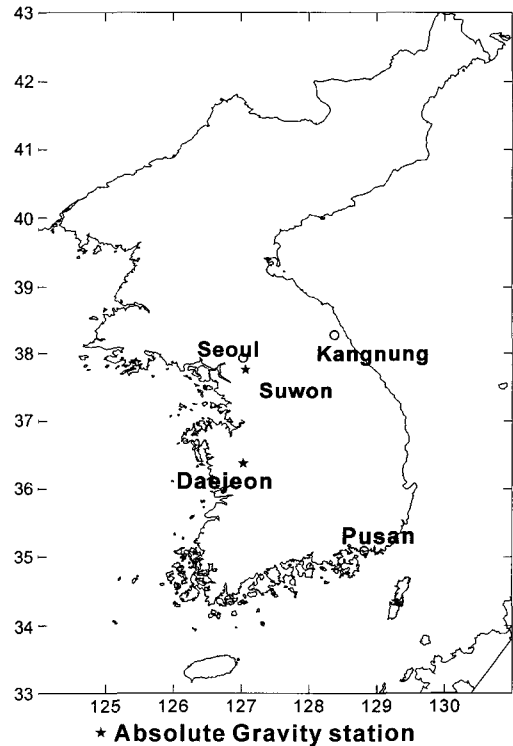 43
42
41
40
39
38
37
36
35
34
33
Seoul
Kangnung
Suwon
Daejeon
Pusan
125 126 127 128 129 130
★ Absolute Gravity station